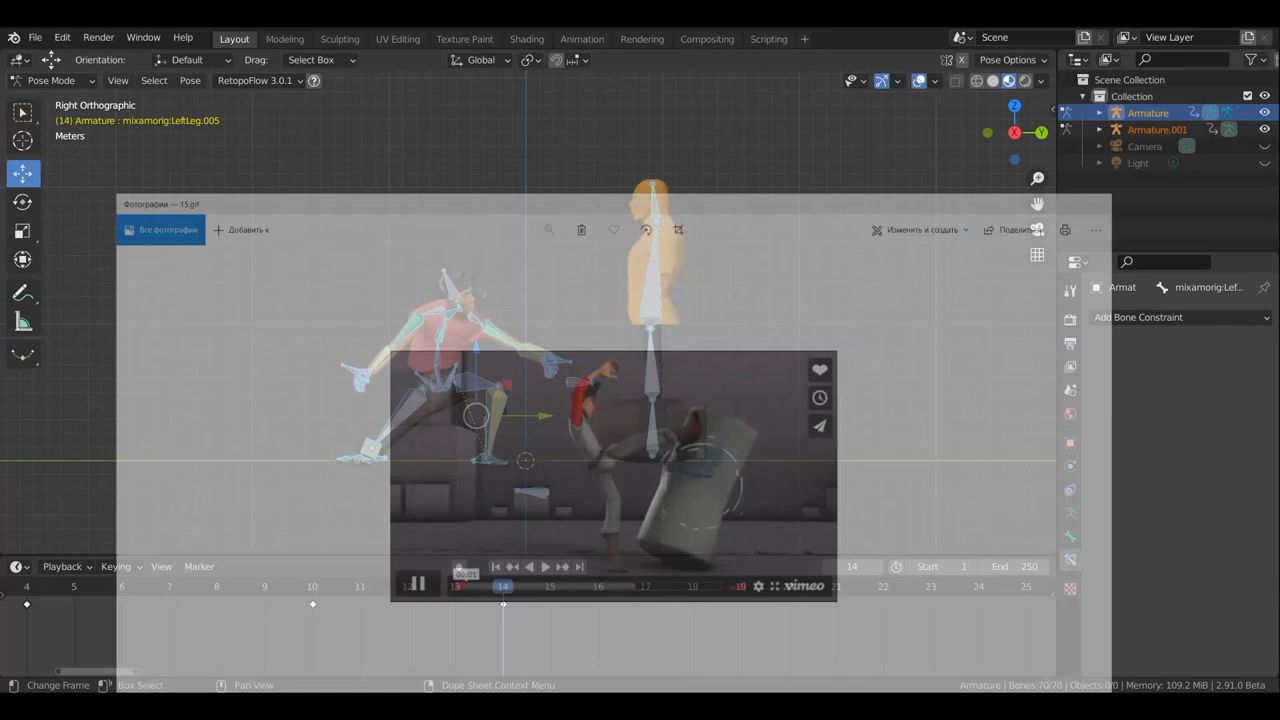 File Edit Render Window Help Layout Modeling Sculpting UV Editing Texture Paint Shading Animation Rendering Compositing Scripting + Scene View Layer
Orientation: Default Drag: Select Box Global X Pose Options
Pose Mode View Select Pose RetopoFlow 3.0.1 ?
Scene Collection
Collection
Armature
Armature.001
Camera
Light
Right Orthographic
(14) Armature : mixamorig:LeftLeg.005
Meters
Z
X
Y
Фотографии — 15.gif
Все фотографии + Добавить к Изменить и создать
Armat mixamorig:Lef...
Add Bone Constraint
Playback Keying View Marker 14 Start 1 End 250
00:01
vimeo
4 5 6 7 8 9 10 11 12 13 14 15 16 17 18 19 20 21 22 23 24 25
Change Frame Box Select Pan View Dope Sheet Context Menu Armature | Bones:70/70 | Objects:0/0 | Memory: 109.2 MiB | 2.91.0 Beta